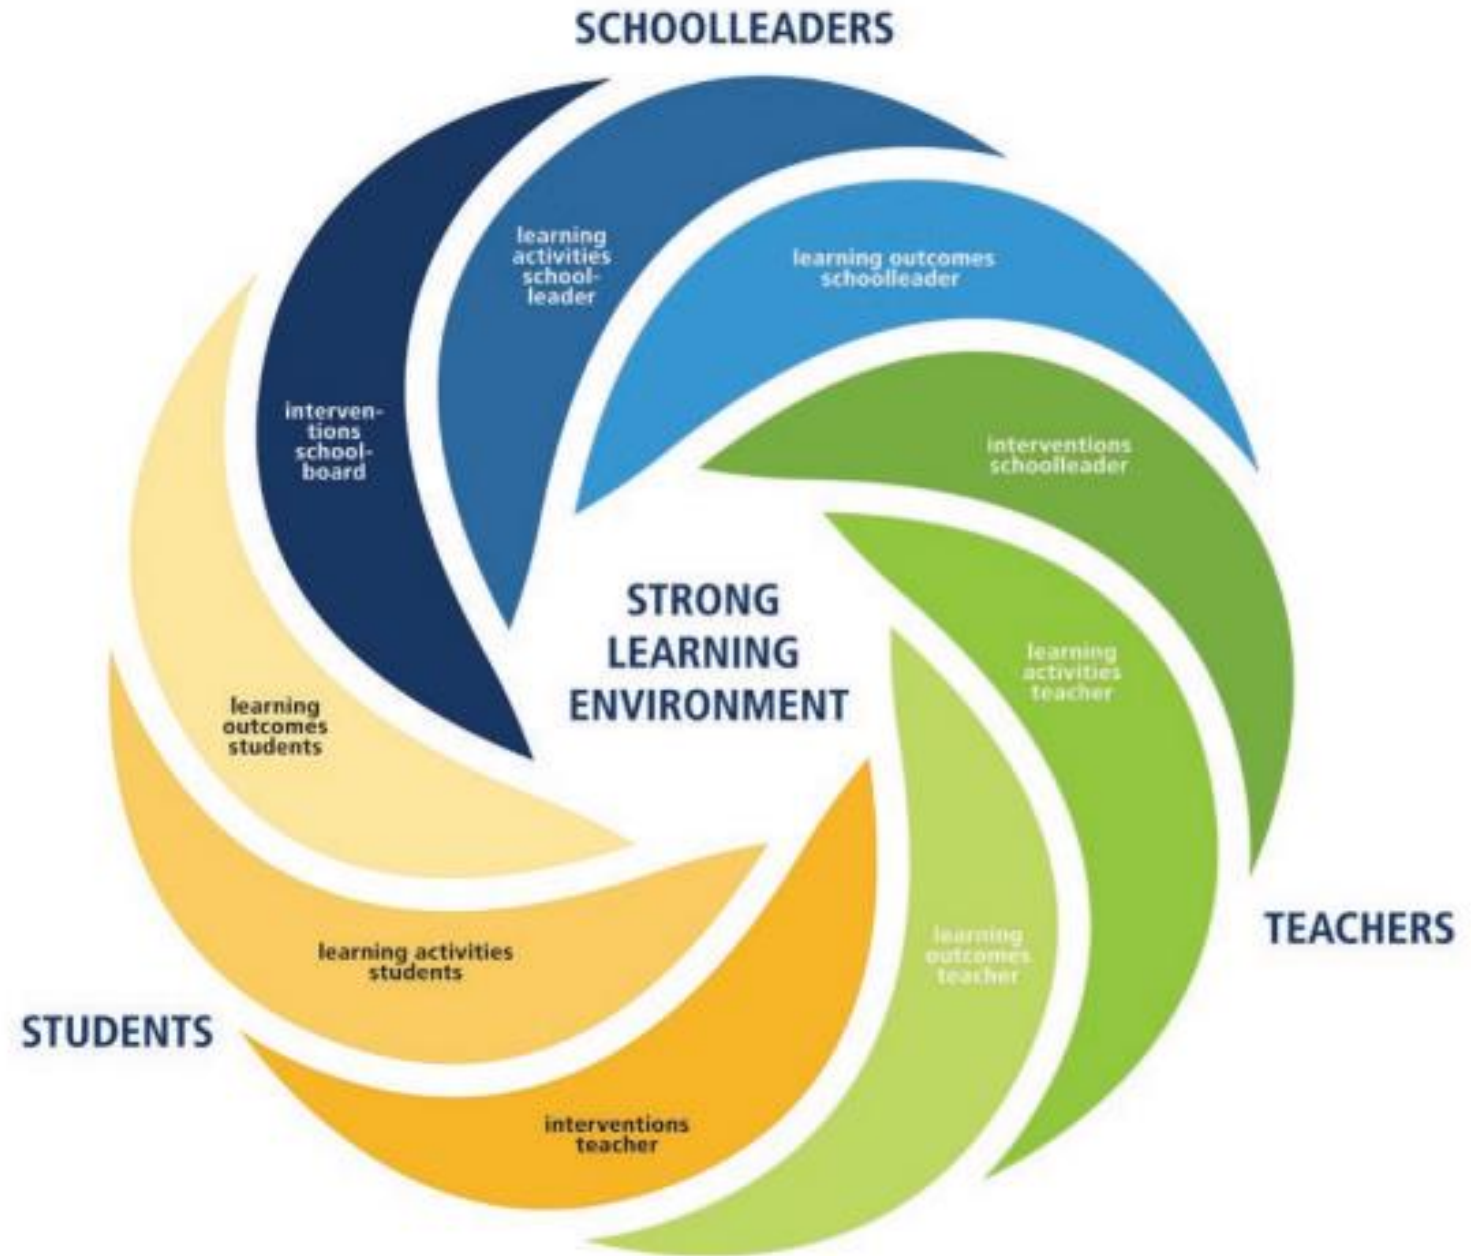 SCHOOLLEADERS
learning
activities
school-
leader
learning outcomes
schoolleader
interven-
tions
school-
board
interventions
schoolleader
STRONG
LEARNING
ENVIRONMENT
learning
activities
teacher
learning
outcomes
students
learning
outcomes
teacher
TEACHERS
learning activities
students
STUDENTS
interventions
teacher